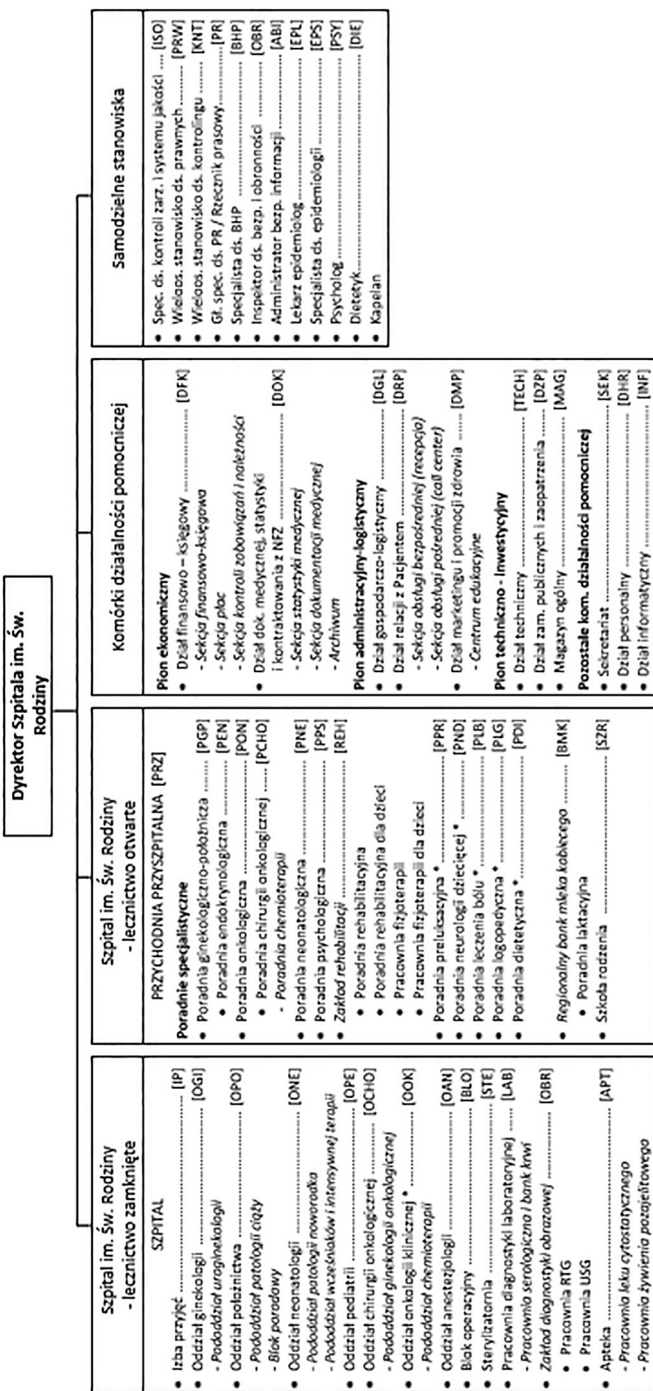 Dyrektor Szpitala im. Św.
Rodziny
Szpital im. Św. Rodziny
- lecznictwo zamknięte
SZPITAL
• Izba przyjęć ........ [IP]
• Oddział ginekologii ........ [OGI]
- Pododdział uroginekologii
• Oddział położnictwa ........ [OPO]
- Pododdział patologii ciąży
- Blok porodowy
• Oddział neonatologii ........ [ONE]
- Pododdział patologii noworodka
- Pododdział wcześniaków i intensywnej terapii
• Oddział pediatrii ........ [OPE]
• Oddział chirurgii onkologicznej ........ [OCHO]
- Pododdział ginekologii onkologicznej
• Oddział onkologii klinicznej * ........ [OOK]
- Pododdział chemioterapii
• Oddział anestezjologii ........ [OAN]
• Blok operacyjny ........ [BLO]
• Sterylizatornia ........ [STE]
• Pracownia diagnostyki laboratoryjnej ........ [LAB]
- Pracownia serologiczna i bank krwi
• Zakład diagnostyki obrazowej ........ [OBR]
• Pracownia RTG
• Pracownia USG
• Apteka ........ [APT]
- Pracownia leku cytostatycznego
- Pracownia żywienia pozajelitowego
Szpital im. Św. Rodziny
- lecznictwo otwarte
PRZYCHODNIA PRZYSZPITALNA [PRZ]
Poradnie specjalistyczne
• Poradnia ginekologiczno-położnicza ........ [PGP]
• Poradnia endokrynologiczna ........ [PEN]
• Poradnia onkologiczna ........ [PON]
• Poradnia chirurgii onkologicznej ........ [PCHO]
- Poradnia chemioterapii
• Poradnia neonatologiczna ........ [PNE]
• Poradnia psychologiczna ........ [PPS]
• Zakład rehabilitacji ........ [REH]
• Poradnia rehabilitacyjna
• Poradnia rehabilitacyjna dla dzieci
• Pracownia fizjoterapii
• Pracownia fizjoterapii dla dzieci
• Poradnia preluksacyjna * ........ [PPR]
• Poradnia neurologii dziecięcej * ........ [PND]
• Poradnia leczenia bólu * ........ [PLB]
• Poradnia logopedyczna * ........ [PLG]
• Poradnia dietetyczna * ........ [PDI]
• Regionalny bank mleka kobiecego ........ [BMK]
• Poradnia laktacyjna
• Szkoła rodzenia ........ [SZR]
Komórki działalności pomocniczej
Pion ekonomiczny
• Dział finansowo – księgowy ........ [DFK]
- Sekcja finansowo-księgowa
- Sekcja płac
- Sekcja kontroli zobowiązań i należności
• Dział dok. medycznej, statystyki
i kontraktowania z NFZ ........ [DOK]
- Sekcja statystyki medycznej
- Sekcja dokumentacji medycznej
- Archiwum
Pion administracyjny-logistyczny
• Dział gospodarczo-logistyczny ........ [DGL]
• Dział relacji z Pacjentem ........ [DRP]
- Sekcja obsługi bezpośredniej (recepcja)
- Sekcja obsługi pośredniej (call center)
• Dział marketingu i promocji zdrowia ........ [DMP]
- Centrum edukacyjne
Pion techniczno - inwestycyjny
• Dział techniczny ........ [TECH]
• Dział zam. publicznych i zaopatrzenia ........ [DZP]
• Magazyn ogólny ........ [MAG]
Pozostałe kom. działalności pomocniczej
• Sekretariat ........ [SEK]
• Dział personalny ........ [DHR]
• Dział informatyczny ........ [INF]
Samodzielne stanowiska
• Spec. ds. kontroli zarz. i systemu jakości ........ [ISO]
• Wieloos. stanowisko ds. prawnych ........ [PRW]
• Wieloos. stanowisko ds. kontrolingu ........ [KNT]
• Gł. spec. ds. PR / Rzecznik prasowy ........ [PR]
• Specjalista ds. BHP ........ [BHP]
• Inspektor ds. bezp. i obronności ........ [OBR]
• Administrator bezp. informacji ........ [ABI]
• Lekarz epidemiolog ........ [EPL]
• Specjalista ds. epidemiologii ........ [EPS]
• Psycholog ........ [PSY]
• Dietetyk ........ [DIE]
• Kapelan